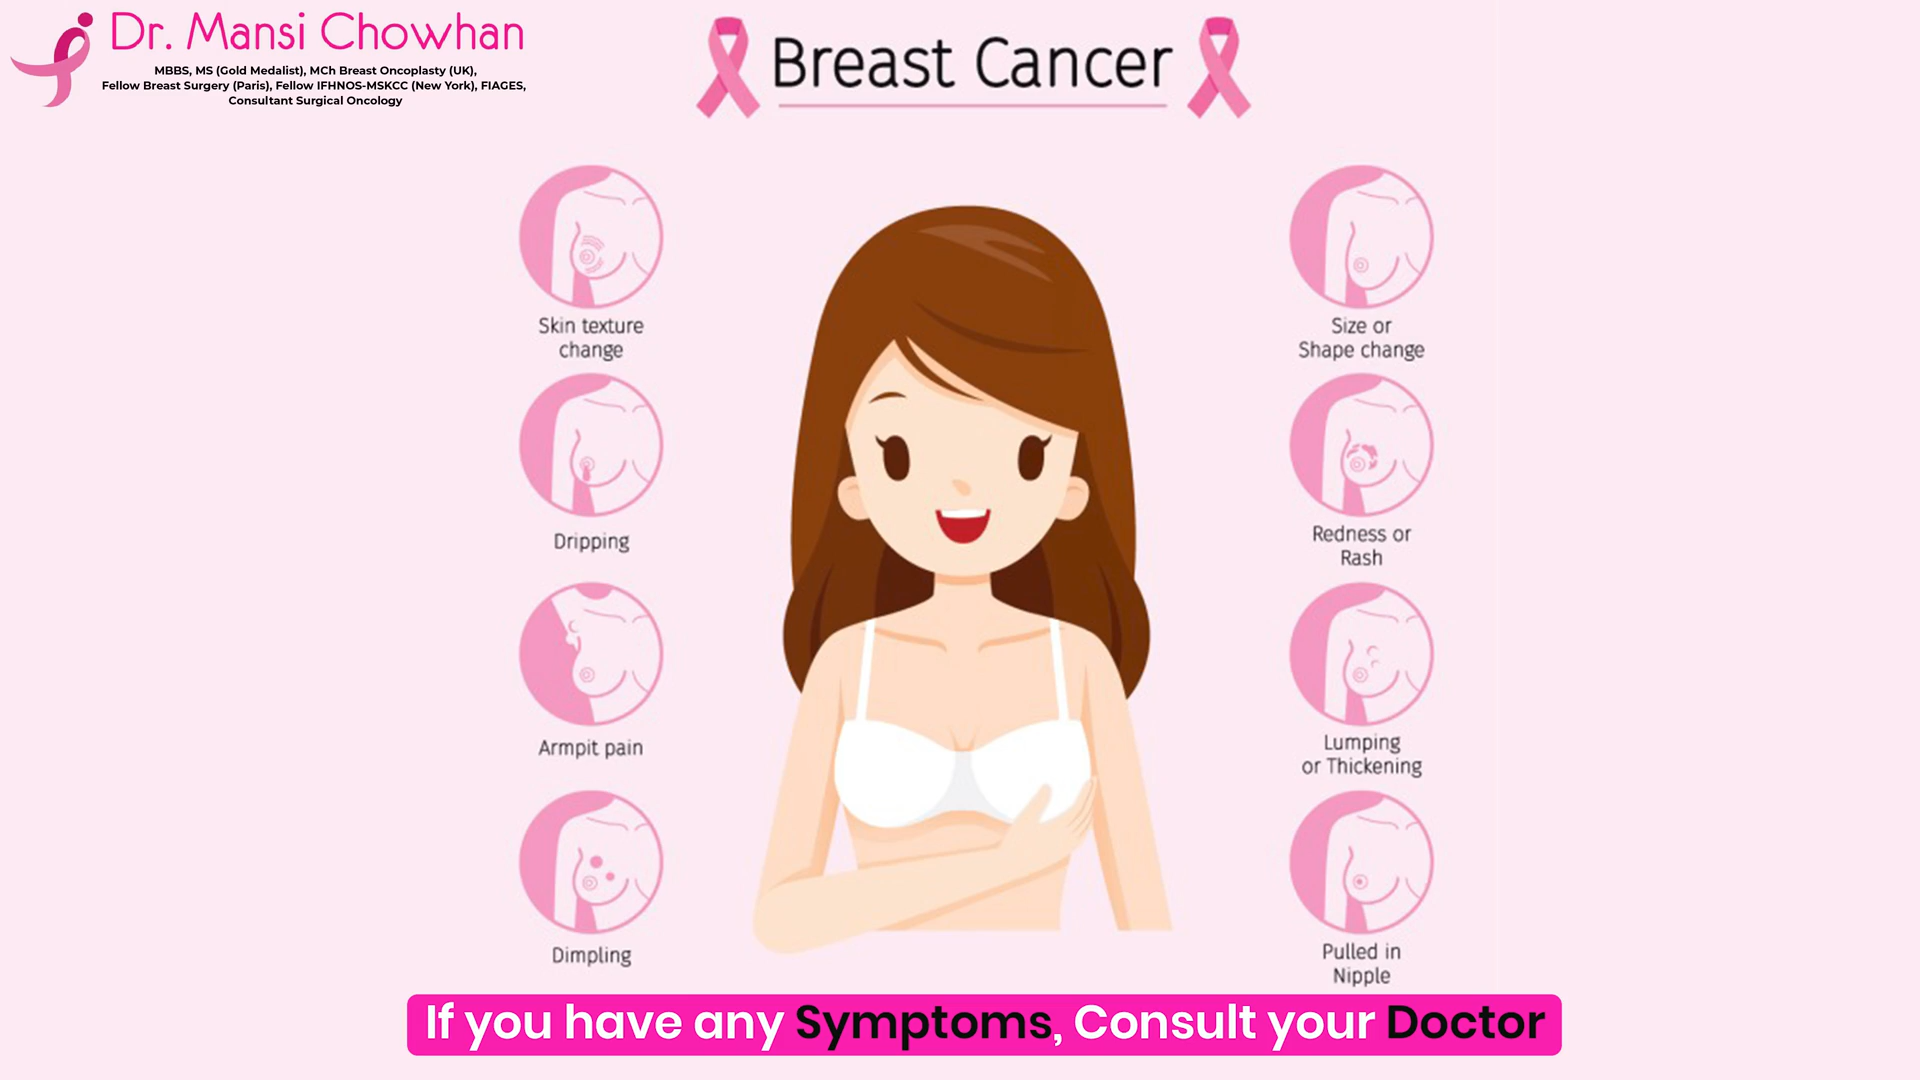 Dr. Mansi Chowhan
MBBS, MS (Gold Medalist), MCh Breast Oncoplasty (UK),
Fellow Breast Surgery (Paris), Fellow IFHNOS-MSKCC (New York), FIAGES,
Consultant Surgical Oncology
Breast Cancer
Skin texture
change
Dripping
Armpit pain
Dimpling
Size or
Shape change
Redness or
Rash
Lumping
or Thickening
Pulled in
Nipple
If you have any Symptoms, Consult your Doctor